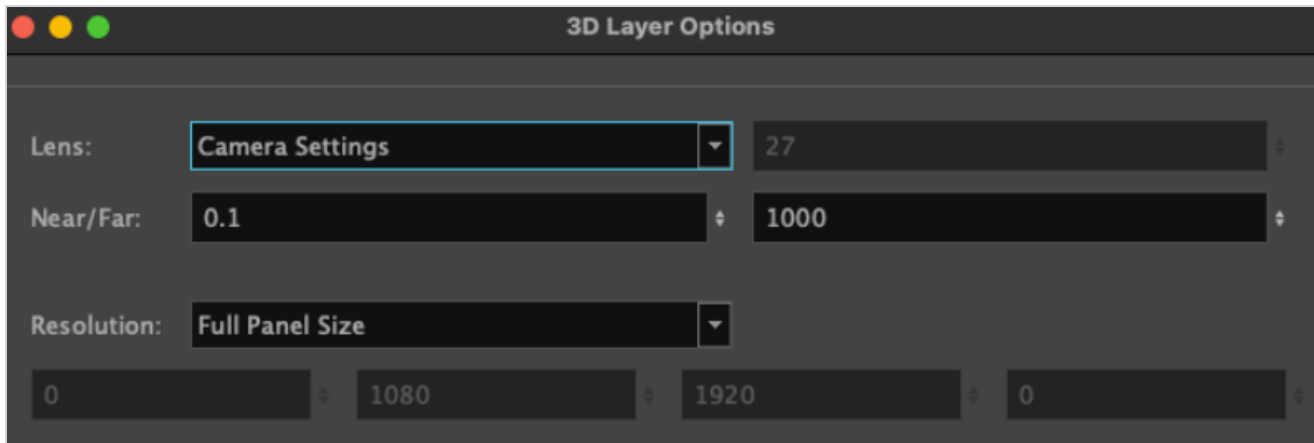 3D Layer Options
Lens: Camera Settings 27
Near/Far: 0.1 1000
Resolution: Full Panel Size
0 1080 1920 0